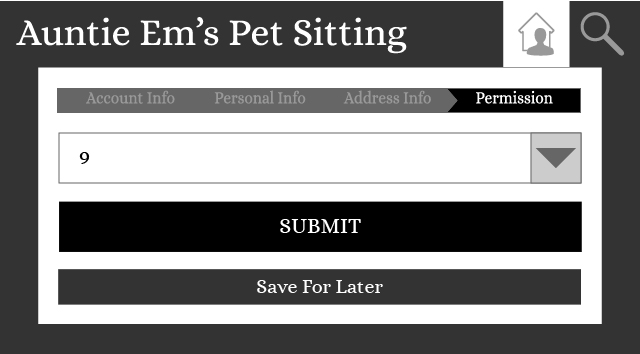 Auntie Em’s Pet Sitting
Account Info Personal Info Address Info Permission
9
SUBMIT
Save For Later